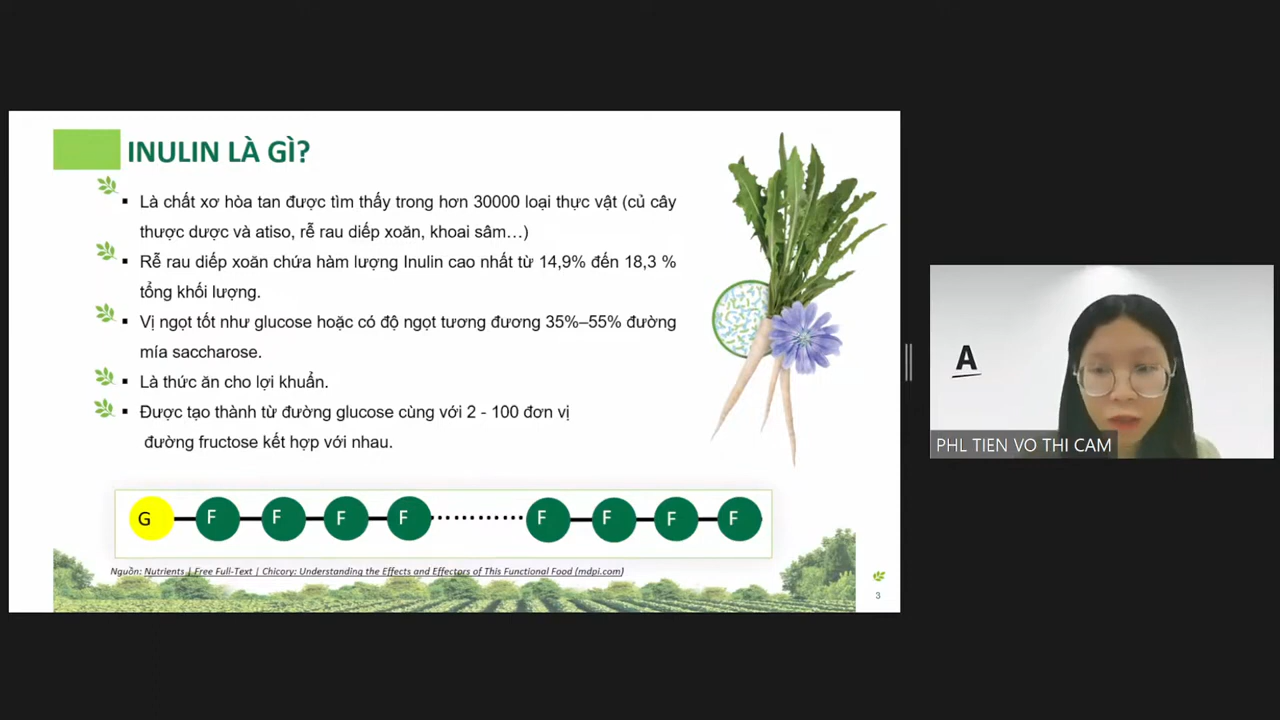 INULIN LÀ GÌ?
Là chất xơ hòa tan được tìm thấy trong hơn 30000 loại thực vật (củ cây
thược dược và atiso, rễ rau diếp xoăn, khoai sâm…)
Rễ rau diếp xoăn chứa hàm lượng Inulin cao nhất từ 14,9% đến 18,3 %
tổng khối lượng.
Vị ngọt tốt như glucose hoặc có độ ngọt tương đương 35%–55% đường
mía saccharose.
Là thức ăn cho lợi khuẩn.
Được tạo thành từ đường glucose cùng với 2 - 100 đơn vị
đường fructose kết hợp với nhau.
G F F F F ............ F F F F
Nguồn: Nutrients | Free Full-Text | Chicory: Understanding the Effects and Effectors of This Functional Food (mdpi.com)
3
A
PHL TIEN VO THI CAM